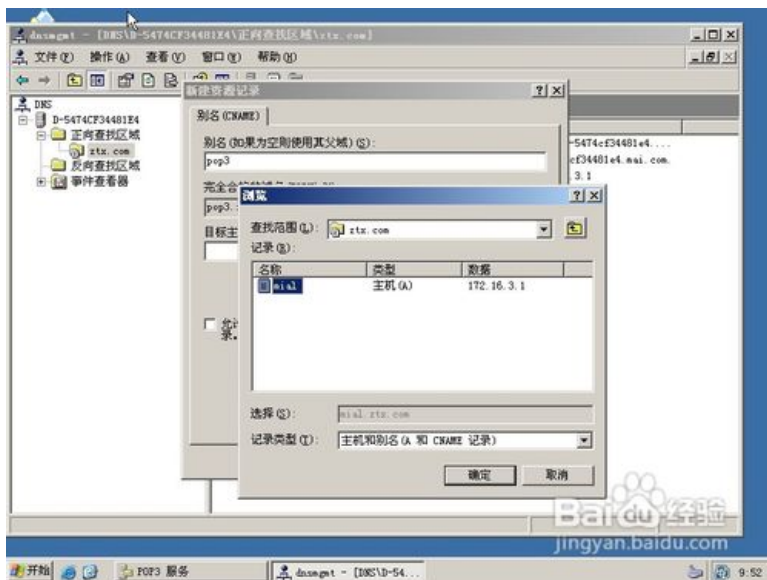 dnsmgmt - [DNS\D-5474CF34481E4\正向查找区域\ztx.com]
文件(F) 操作(A) 查看(V) 窗口(W) 帮助(H)
DNS
D-5474CF34481E4
正向查找区域
ztx.com
反向查找区域
事件查看器
新建资源记录
别名(CNAME)
别名(如果为空则使用其父域)(S):
pop3
完全合
pop3.
目标主
允许
录。
-5474cf34481e4....
cf34481e4.mai.com.
.3.1
浏览
查找范围(L): ztx.com
记录(R):
名称 类型 数据
mial 主机(A) 172.16.3.1
选择(S): mial.ztx.com
记录类型(T): 主机和别名(A 和 CNAME 记录)
确定 取消
Baidu 经验
jingyan.baidu.com
开始 POP3 服务 dnsmgmt - [DNS\D-54... 9:52